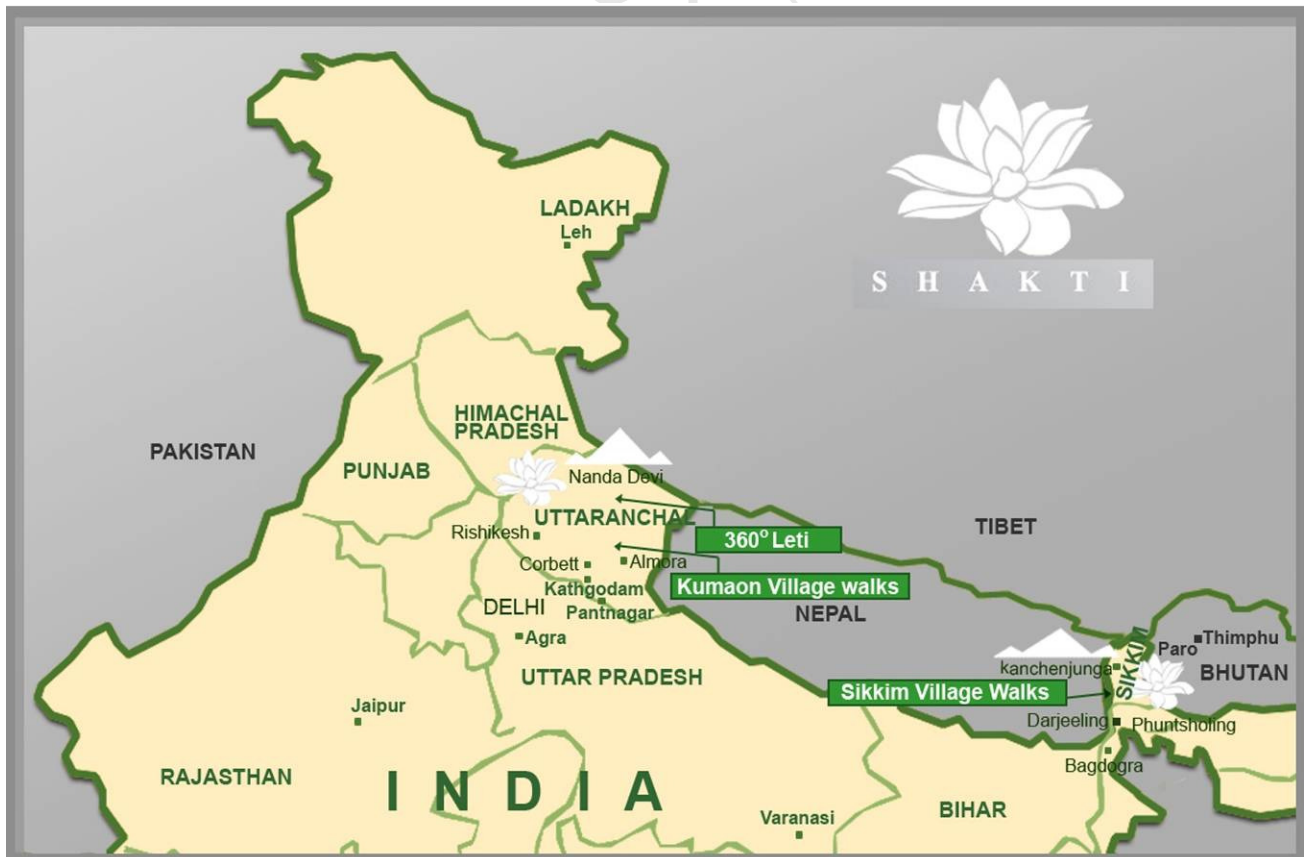 SHAKTI
LADAKH
Leh
HIMACHAL
PRADESH
PAKISTAN
PUNJAB
Nanda Devi
UTTARANCHAL
Rishikesh
360° Leti
TIBET
Corbett
Almora
Kumaon Village walks
Kathgodam
DELHI
Pantnagar
NEPAL
Agra
Thimphu
Paro
SIKKIM
kanchenjunga
BHUTAN
UTTAR PRADESH
Sikkim Village Walks
Jaipur
Darjeeling
Phuntsholing
Bagdogra
RAJASTHAN
INDIA
BIHAR
Varanasi